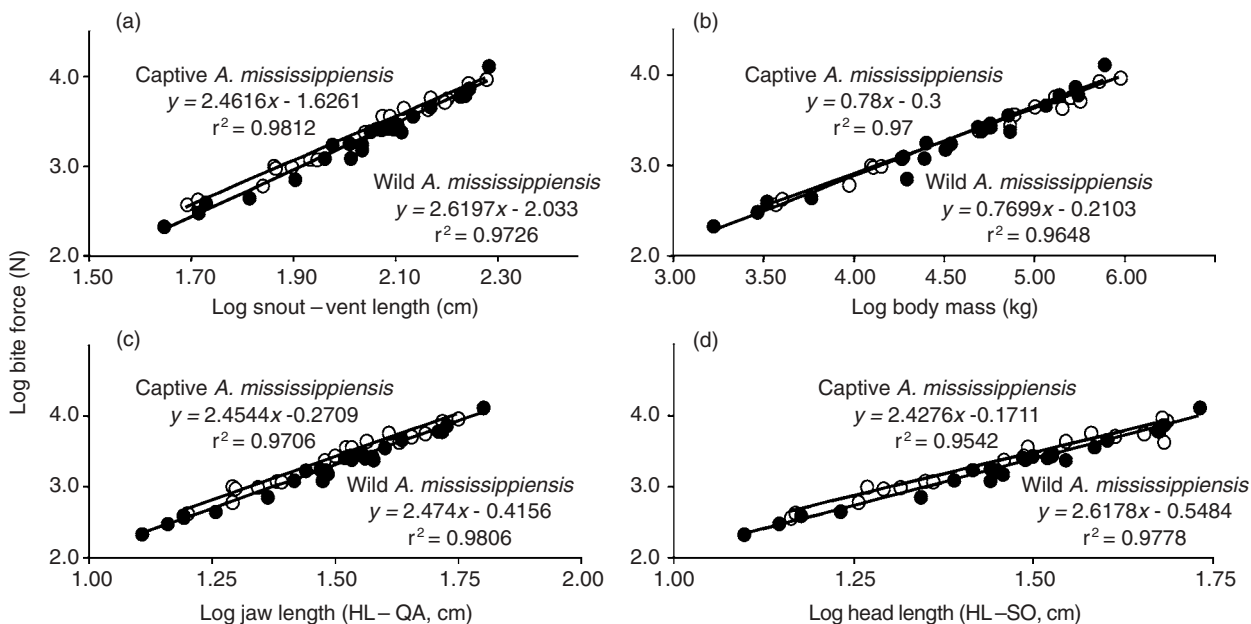 Log bite force (N)
(a)
4.0
3.0
2.0
Captive A. mississippiensis
y = 2.4616x - 1.6261
r² = 0.9812
Wild A. mississippiensis
y = 2.6197x - 2.033
r² = 0.9726
1.50 1.70 1.90 2.10 2.30
Log snout – vent length (cm)
(b)
4.0
3.0
2.0
Captive A. mississippiensis
y = 0.78x - 0.3
r² = 0.97
Wild A. mississippiensis
y = 0.7699x - 0.2103
r² = 0.9648
3.00 3.50 4.00 4.50 5.00 6.00
Log body mass (kg)
(c)
4.0
3.0
2.0
Captive A. mississippiensis
y = 2.4544x -0.2709
r² = 0.9706
Wild A. mississippiensis
y = 2.474x - 0.4156
r² = 0.9806
1.00 1.25 1.50 1.75 2.00
Log jaw length (HL – QA, cm)
(d)
4.0
3.0
2.0
Captive A. mississippiensis
y = 2.4276x -0.1711
r² = 0.9542
Wild A. mississippiensis
y = 2.6178x - 0.5484
r² = 0.9778
1.00 1.25 1.50 1.75
Log head length (HL –SO, cm)